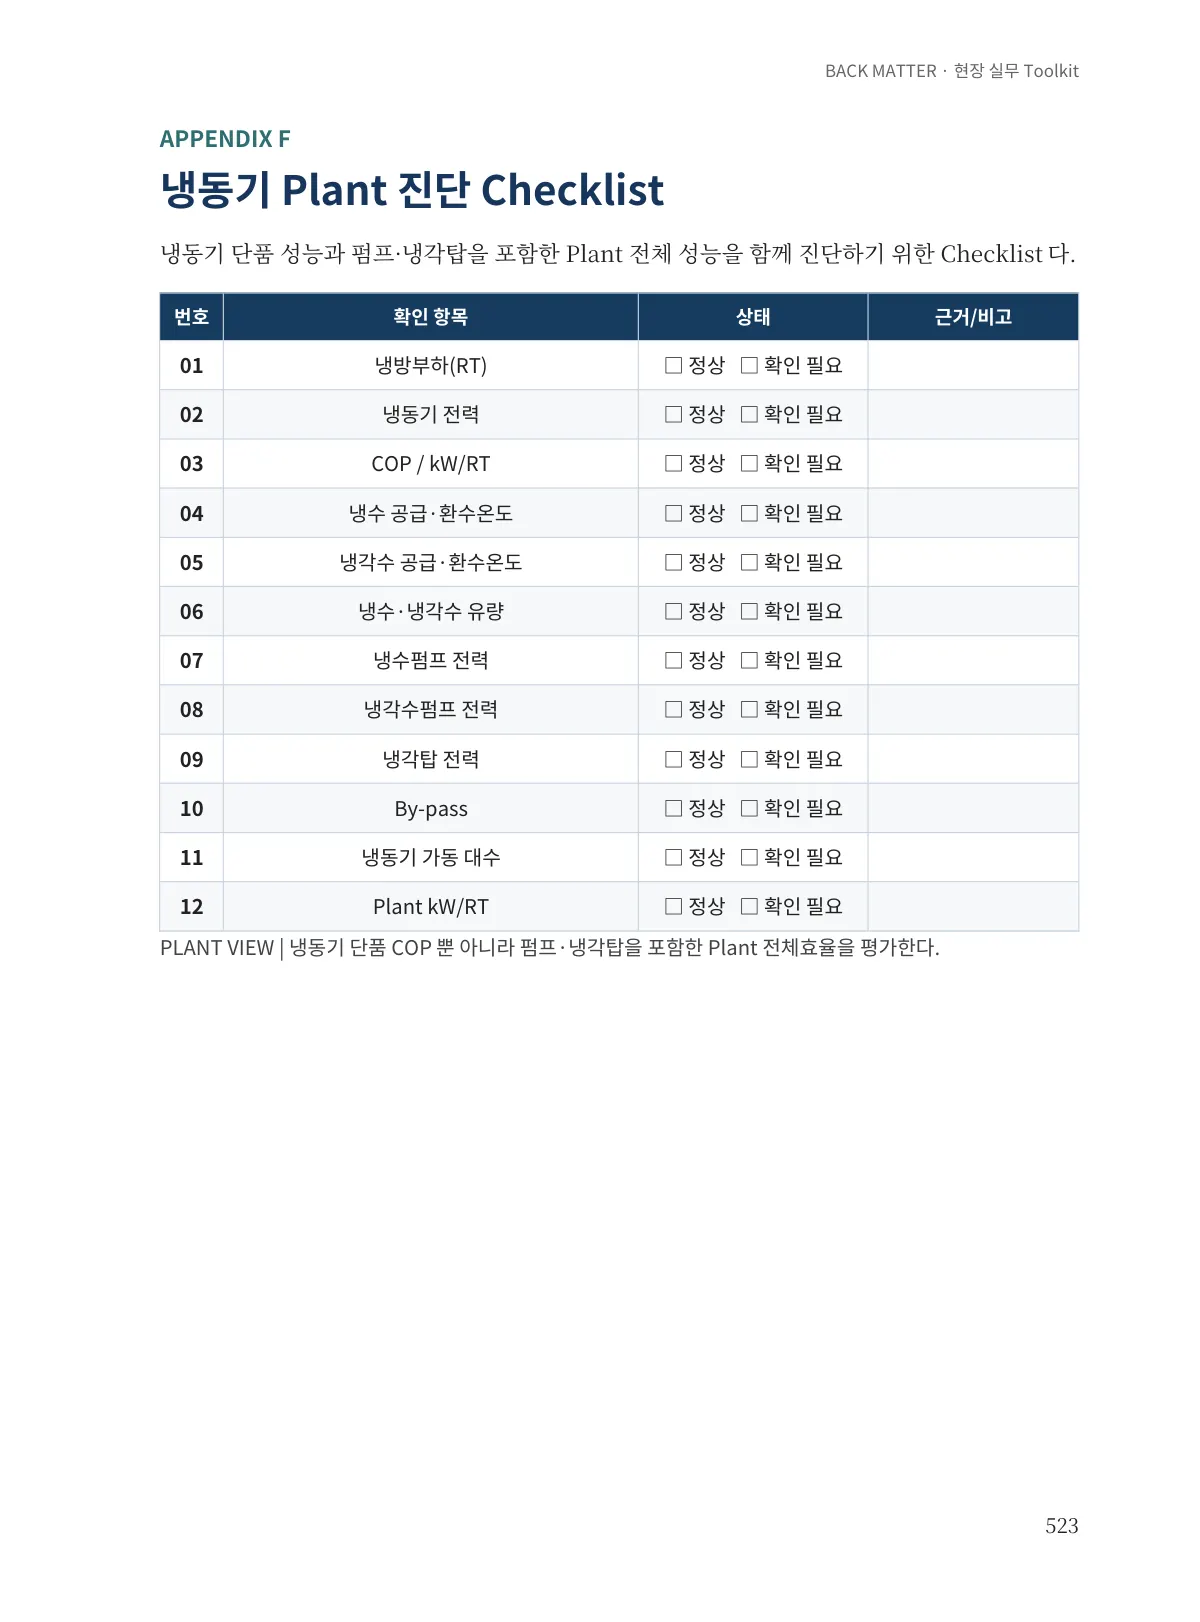 BACK MATTER · 현장 실무 Toolkit
APPENDIX F
냉동기 Plant 진단 Checklist
냉동기 단품 성능과 펌프·냉각탑을 포함한 Plant 전체 성능을 함께 진단하기 위한 Checklist 다.
번호 확인 항목 상태 근거/비고
01 냉방부하(RT) □ 정상 □ 확인 필요
02 냉동기 전력 □ 정상 □ 확인 필요
03 COP / kW/RT □ 정상 □ 확인 필요
04 냉수 공급·환수온도 □ 정상 □ 확인 필요
05 냉각수 공급·환수온도 □ 정상 □ 확인 필요
06 냉수·냉각수 유량 □ 정상 □ 확인 필요
07 냉수펌프 전력 □ 정상 □ 확인 필요
08 냉각수펌프 전력 □ 정상 □ 확인 필요
09 냉각탑 전력 □ 정상 □ 확인 필요
10 By-pass □ 정상 □ 확인 필요
11 냉동기 가동 대수 □ 정상 □ 확인 필요
12 Plant kW/RT □ 정상 □ 확인 필요
PLANT VIEW | 냉동기 단품 COP 뿐 아니라 펌프·냉각탑을 포함한 Plant 전체효율을 평가한다.
523